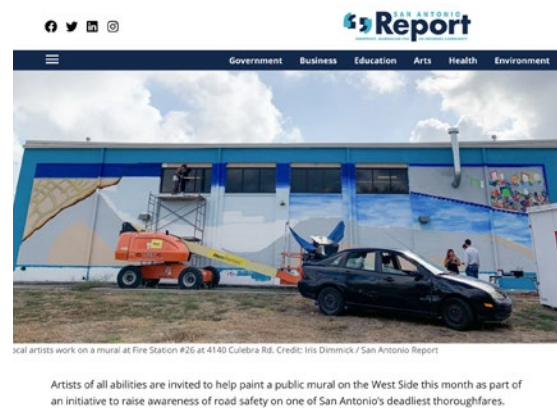 SAN ANTONIO
Report
Government Business Education Arts Health Environment
local artists work on a mural at Fire Station #26 at 4140 Culebra Rd. Credit: Iris Dimmick / San Antonio Report
Artists of all abilities are invited to help paint a public mural on the West Side this month as part of
an initiative to raise awareness of road safety on one of San Antonio's deadliest thoroughfares.